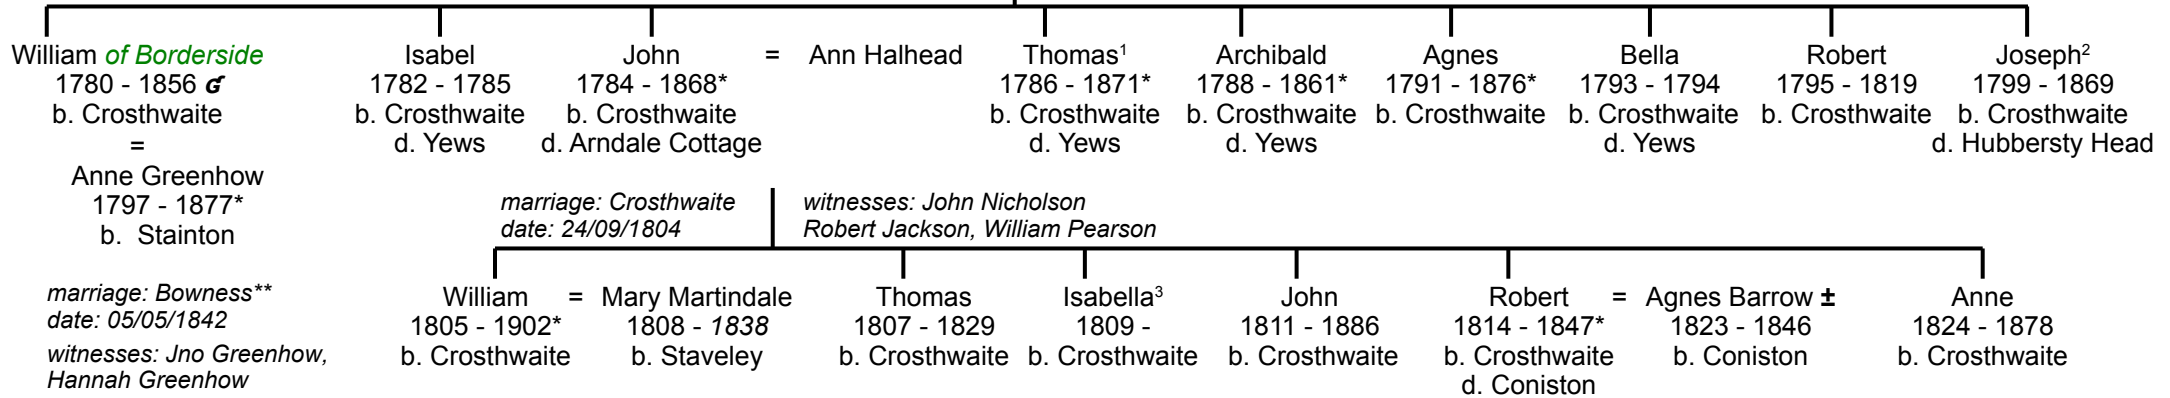 William of Borderside
1780 - 1856 ɠ
b. Crosthwaite
=
Anne Greenhow
1797 - 1877*
b. Stainton
marriage: Bowness**
date: 05/05/1842
witnesses: Jno Greenhow,
Hannah Greenhow
Isabel
1782 - 1785
b. Crosthwaite
d. Yews
John
1784 - 1868*
b. Crosthwaite
d. Arndale Cottage
=
Ann Halhead
Thomas¹
1786 - 1871*
b. Crosthwaite
d. Yews
Archibald
1788 - 1861*
b. Crosthwaite
d. Yews
Agnes
1791 - 1876*
b. Crosthwaite
Bella
1793 - 1794
b. Crosthwaite
d. Yews
Robert
1795 - 1819
b. Crosthwaite
Joseph²
1799 - 1869
b. Crosthwaite
d. Hubbersty Head
marriage: Crosthwaite
date: 24/09/1804
witnesses: John Nicholson
Robert Jackson, William Pearson
William
1805 - 1902*
b. Crosthwaite
=
Mary Martindale
1808 - 1838
b. Staveley
Thomas
1807 - 1829
b. Crosthwaite
Isabella³
1809 -
b. Crosthwaite
John
1811 - 1886
b. Crosthwaite
Robert
1814 - 1847*
b. Crosthwaite
d. Coniston
=
Agnes Barrow ±
1823 - 1846
b. Coniston
Anne
1824 - 1878
b. Crosthwaite